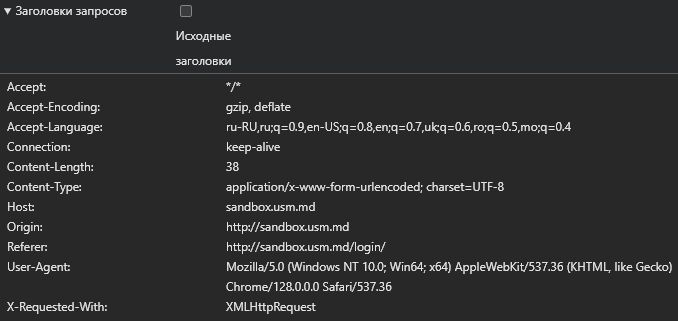 ▼ Заголовки запросов
Исходные
заголовки
Accept: */*
Accept-Encoding: gzip, deflate
Accept-Language: ru-RU,ru;q=0.9,en-US;q=0.8,en;q=0.7,uk;q=0.6,ro;q=0.5,mo;q=0.4
Connection: keep-alive
Content-Length: 38
Content-Type: application/x-www-form-urlencoded; charset=UTF-8
Host: sandbox.usm.md
Origin: http://sandbox.usm.md
Referer: http://sandbox.usm.md/login/
User-Agent: Mozilla/5.0 (Windows NT 10.0; Win64; x64) AppleWebKit/537.36 (KHTML, like Gecko)
Chrome/128.0.0.0 Safari/537.36
X-Requested-With: XMLHttpRequest